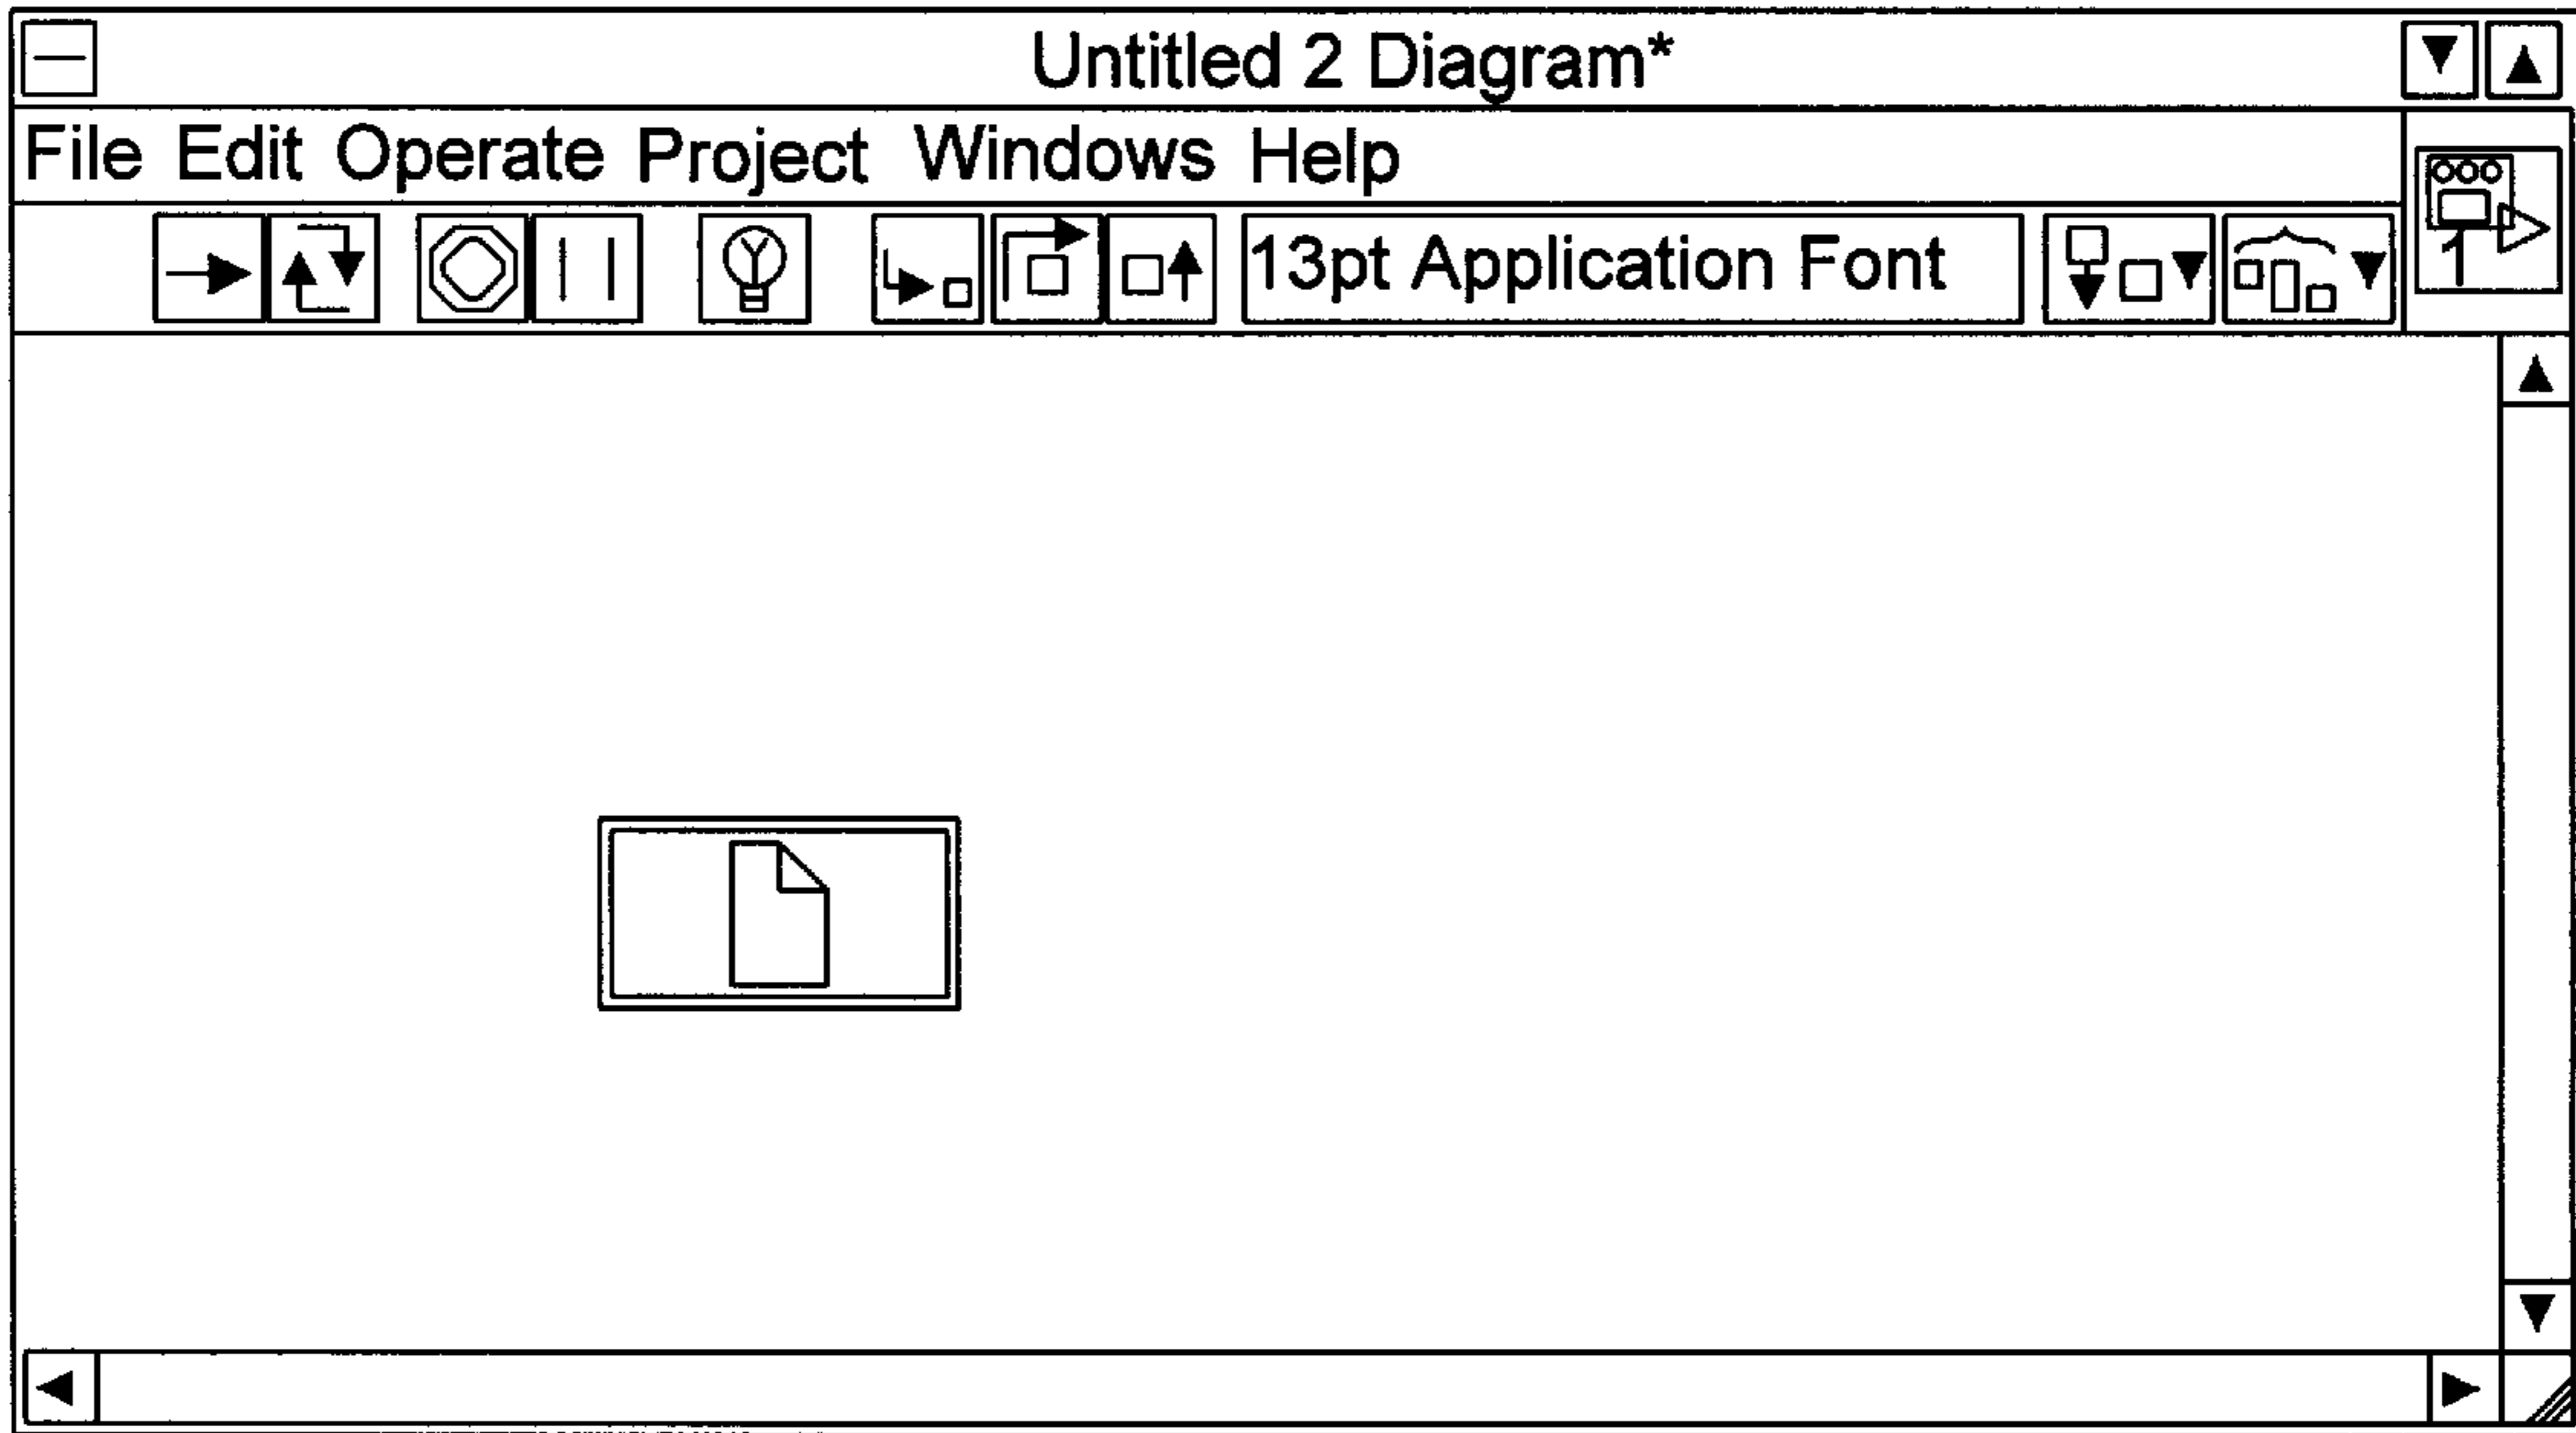 Untitled 2 Diagram*
File Edit Operate Project Windows Help
13pt Application Font
1